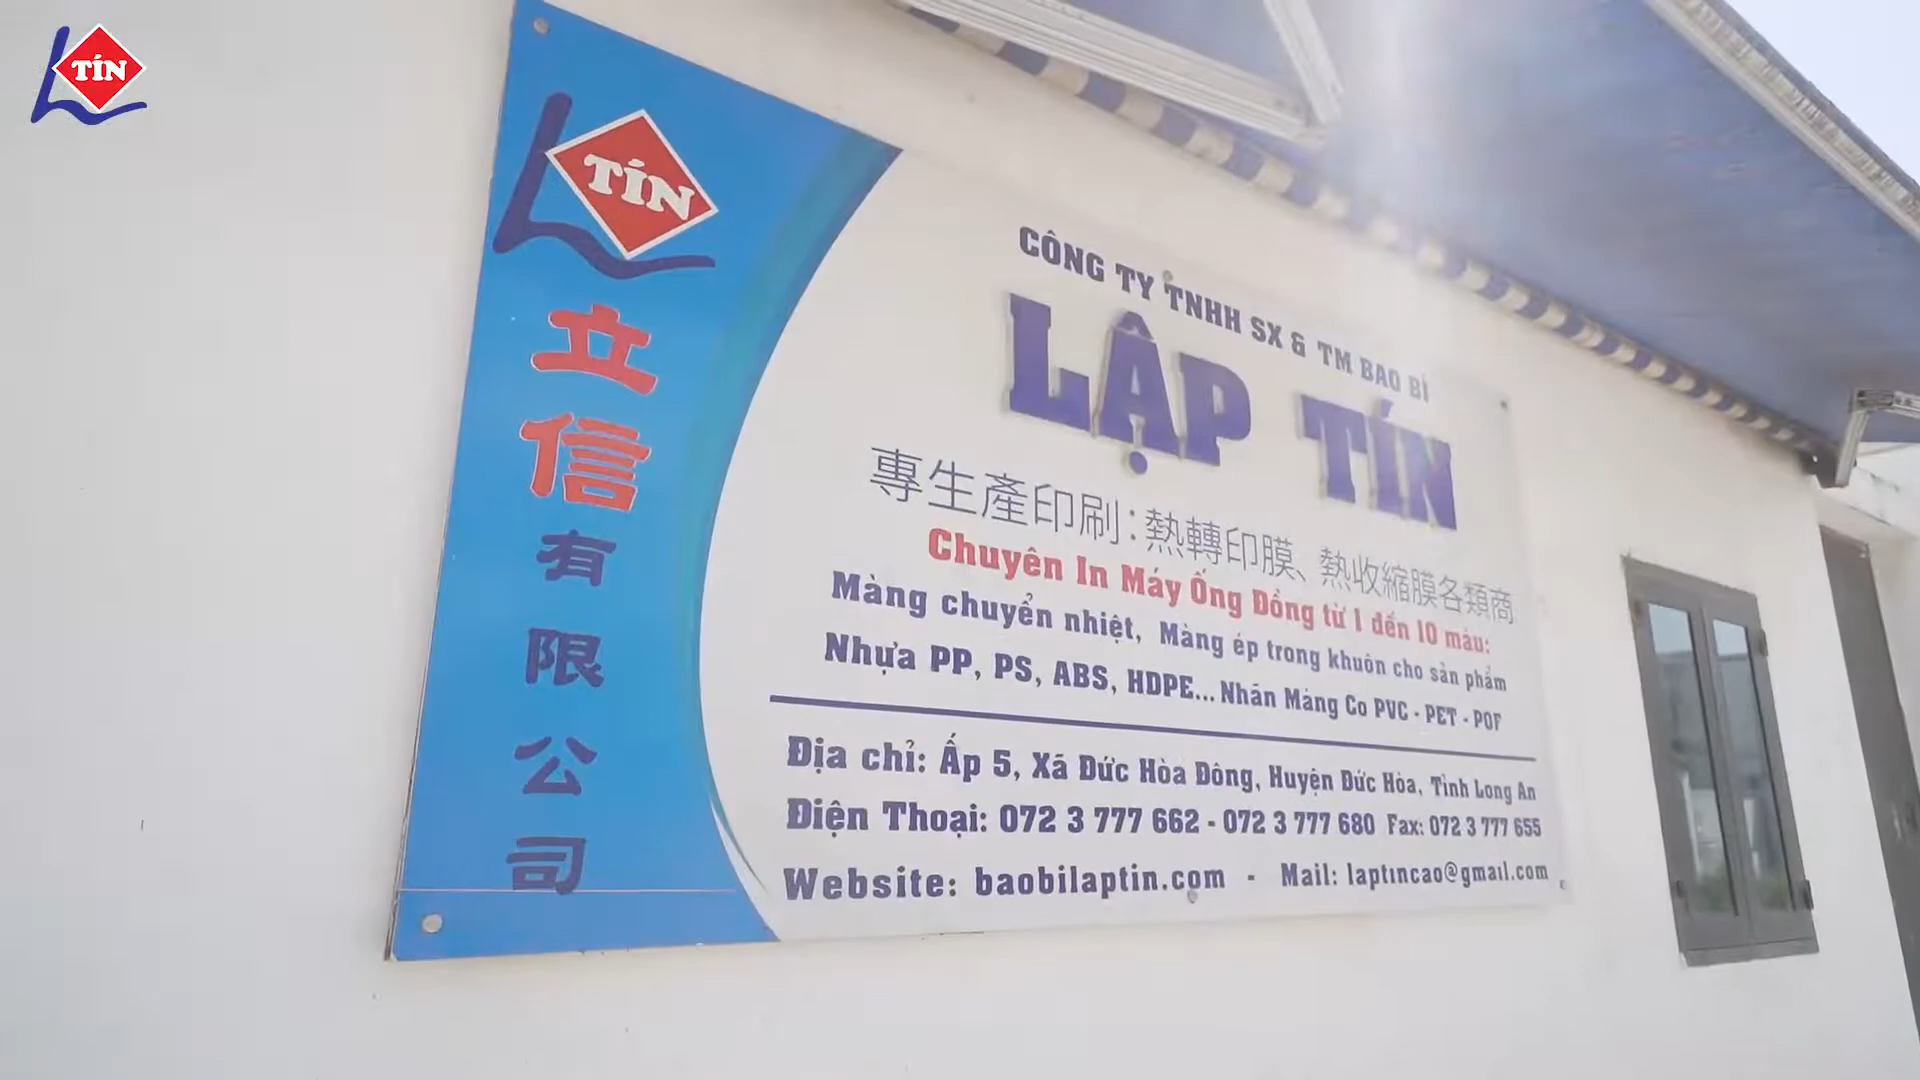 TÍN
TÍN
立信有限公司
CÔNG TY TNHH SX & TM BAO BÌ
LẬP TÍN
專生產印刷：熱轉印膜、熱收縮膜各類商
Chuyên In Máy Ống Đồng từ 1 đến 10 màu:
Màng chuyển nhiệt, Màng ép trong khuôn cho sản phẩm
Nhựa PP, PS, ABS, HDPE... Nhãn Màng Co PVC - PET - POF
Địa chỉ: Ấp 5, Xã Đức Hòa Đông, Huyện Đức Hòa, Tỉnh Long An
Điện Thoại: 072 3 777 662 - 072 3 777 680 Fax: 072 3 777 655
Website: baobilaptin.com - Mail: laptincao@gmail.com